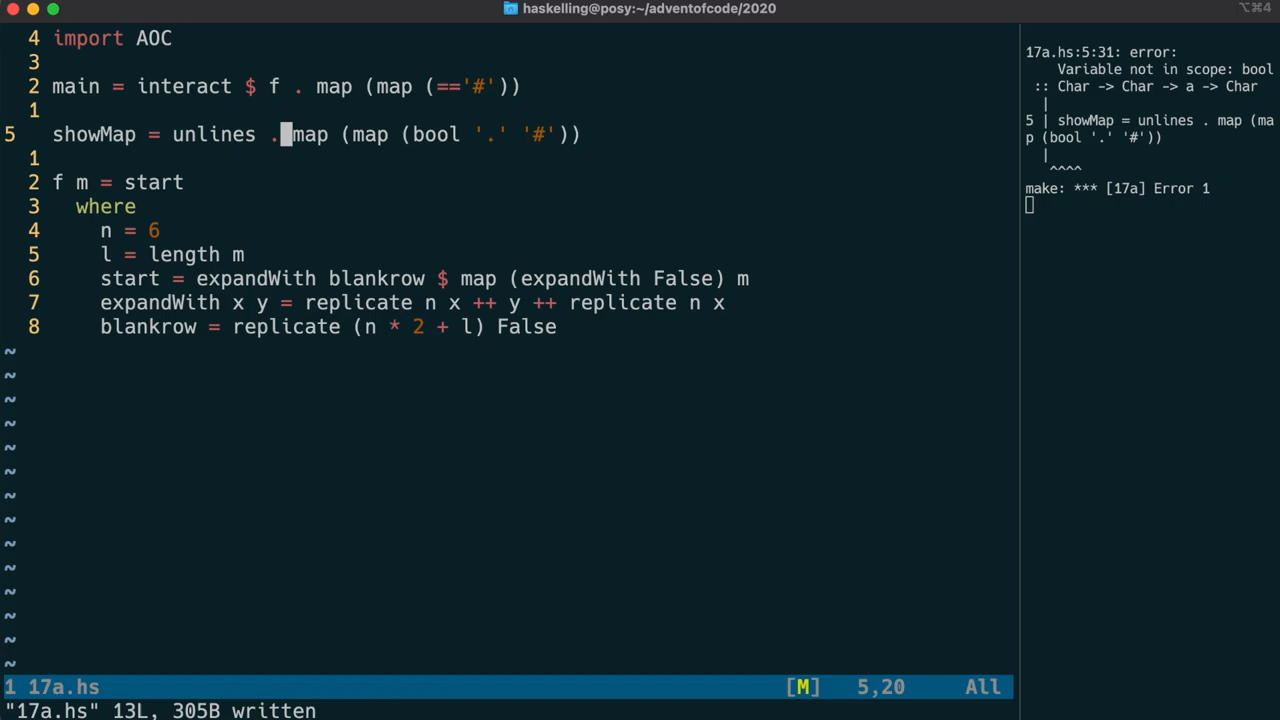 haskelling@posy:~/adventofcode/2020
⌥⌘4
4 import AOC
3
2 main = interact $ f . map (map (=='#'))
1
5 showMap = unlines . map (map (bool '.' '#'))
1
2 f m = start
3 where
4 n = 6
5 l = length m
6 start = expandWith blankrow $ map (expandWith False) m
7 expandWith x y = replicate n x ++ y ++ replicate n x
8 blankrow = replicate (n * 2 + l) False
~
~
~
~
~
~
~
~
~
~
~
~
~
~
1 17a.hs [M] 5,20 All
"17a.hs" 13L, 305B written
17a.hs:5:31: error:
Variable not in scope: bool
:: Char -> Char -> a -> Char
|
5 | showMap = unlines . map (ma
p (bool '.' '#'))
|
^^^^
make: *** [17a] Error 1